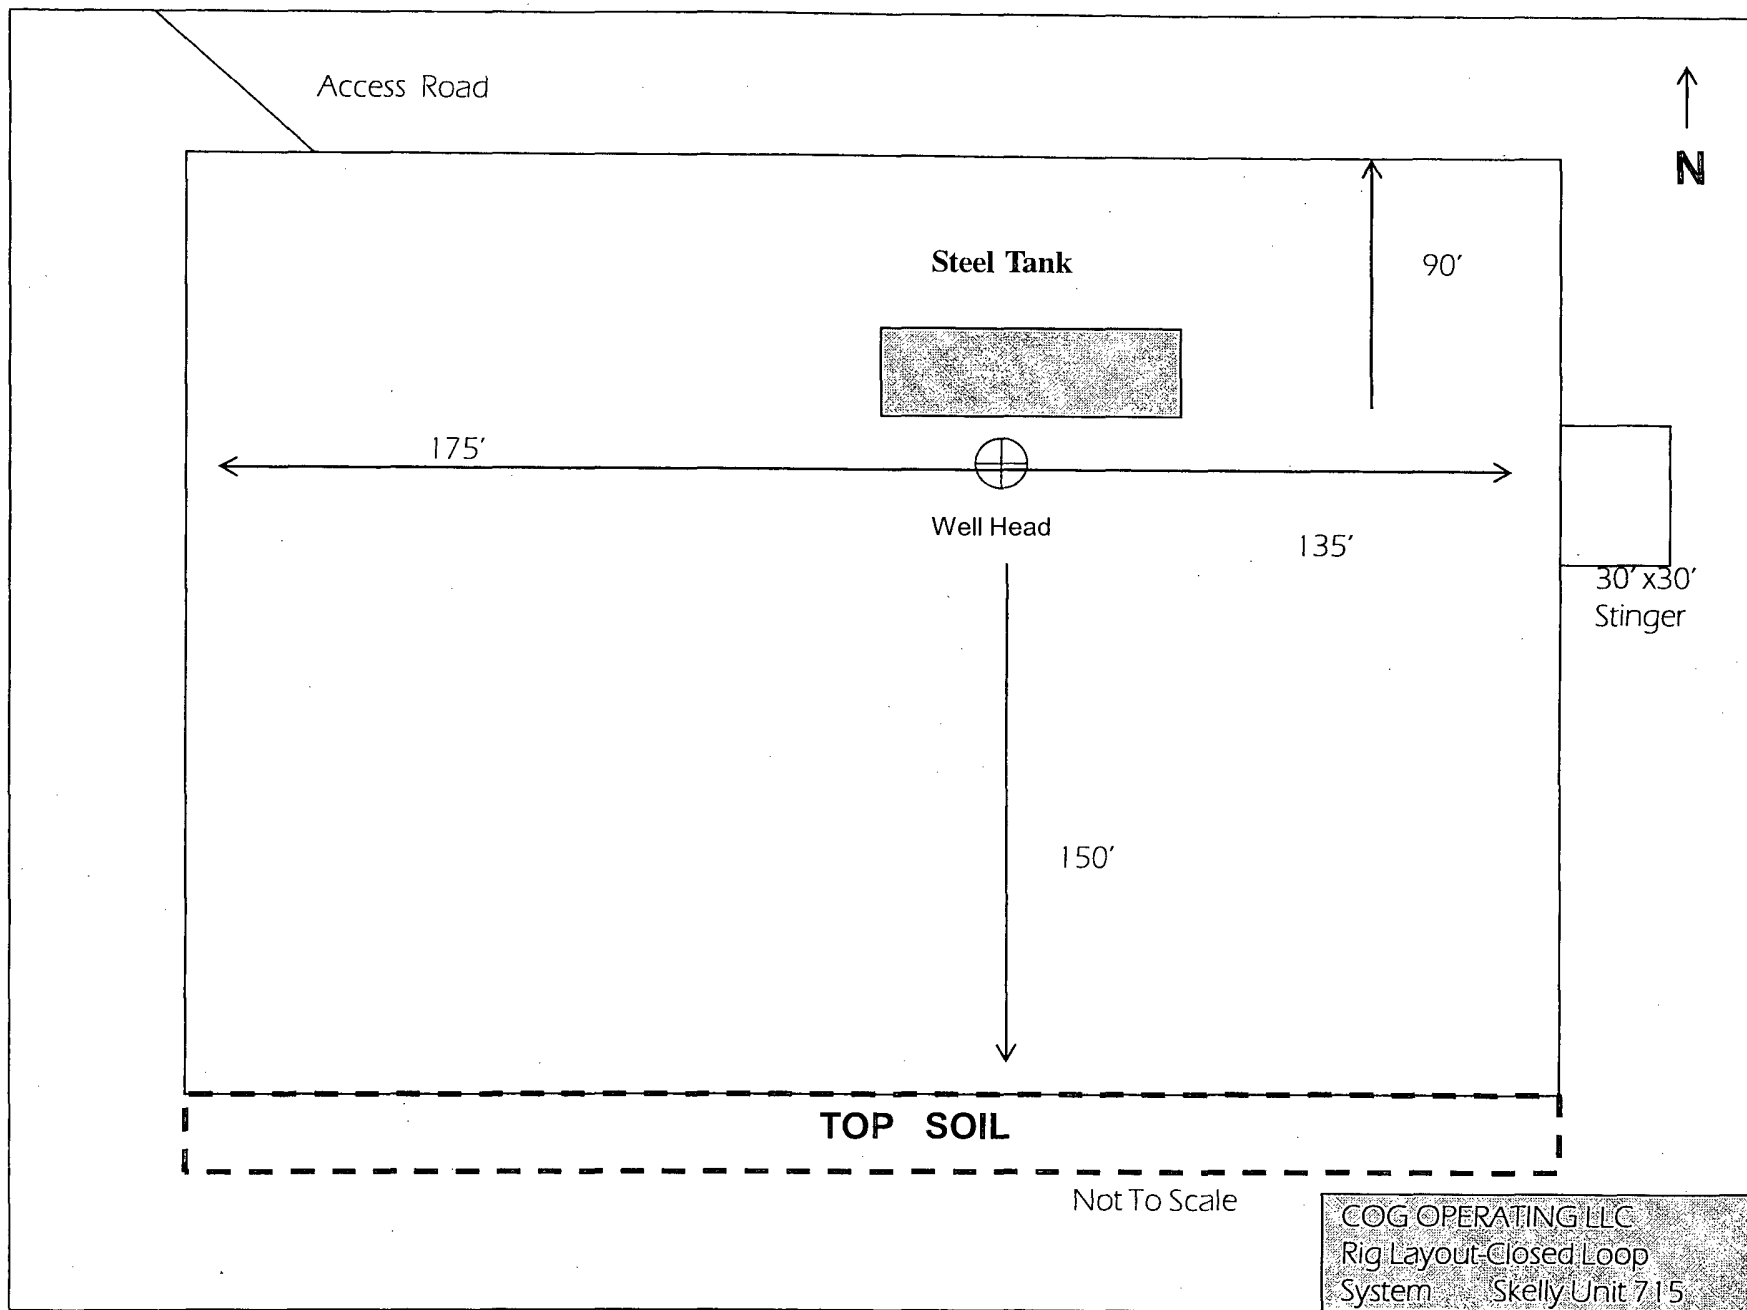 Access Road
N
Steel Tank
90′
175′
Well Head
135′
30′x30′
Stinger
150′
TOP SOIL
Not To Scale
COG OPERATING LLC
Rig Layout-Closed Loop
System Skelly Unit 715